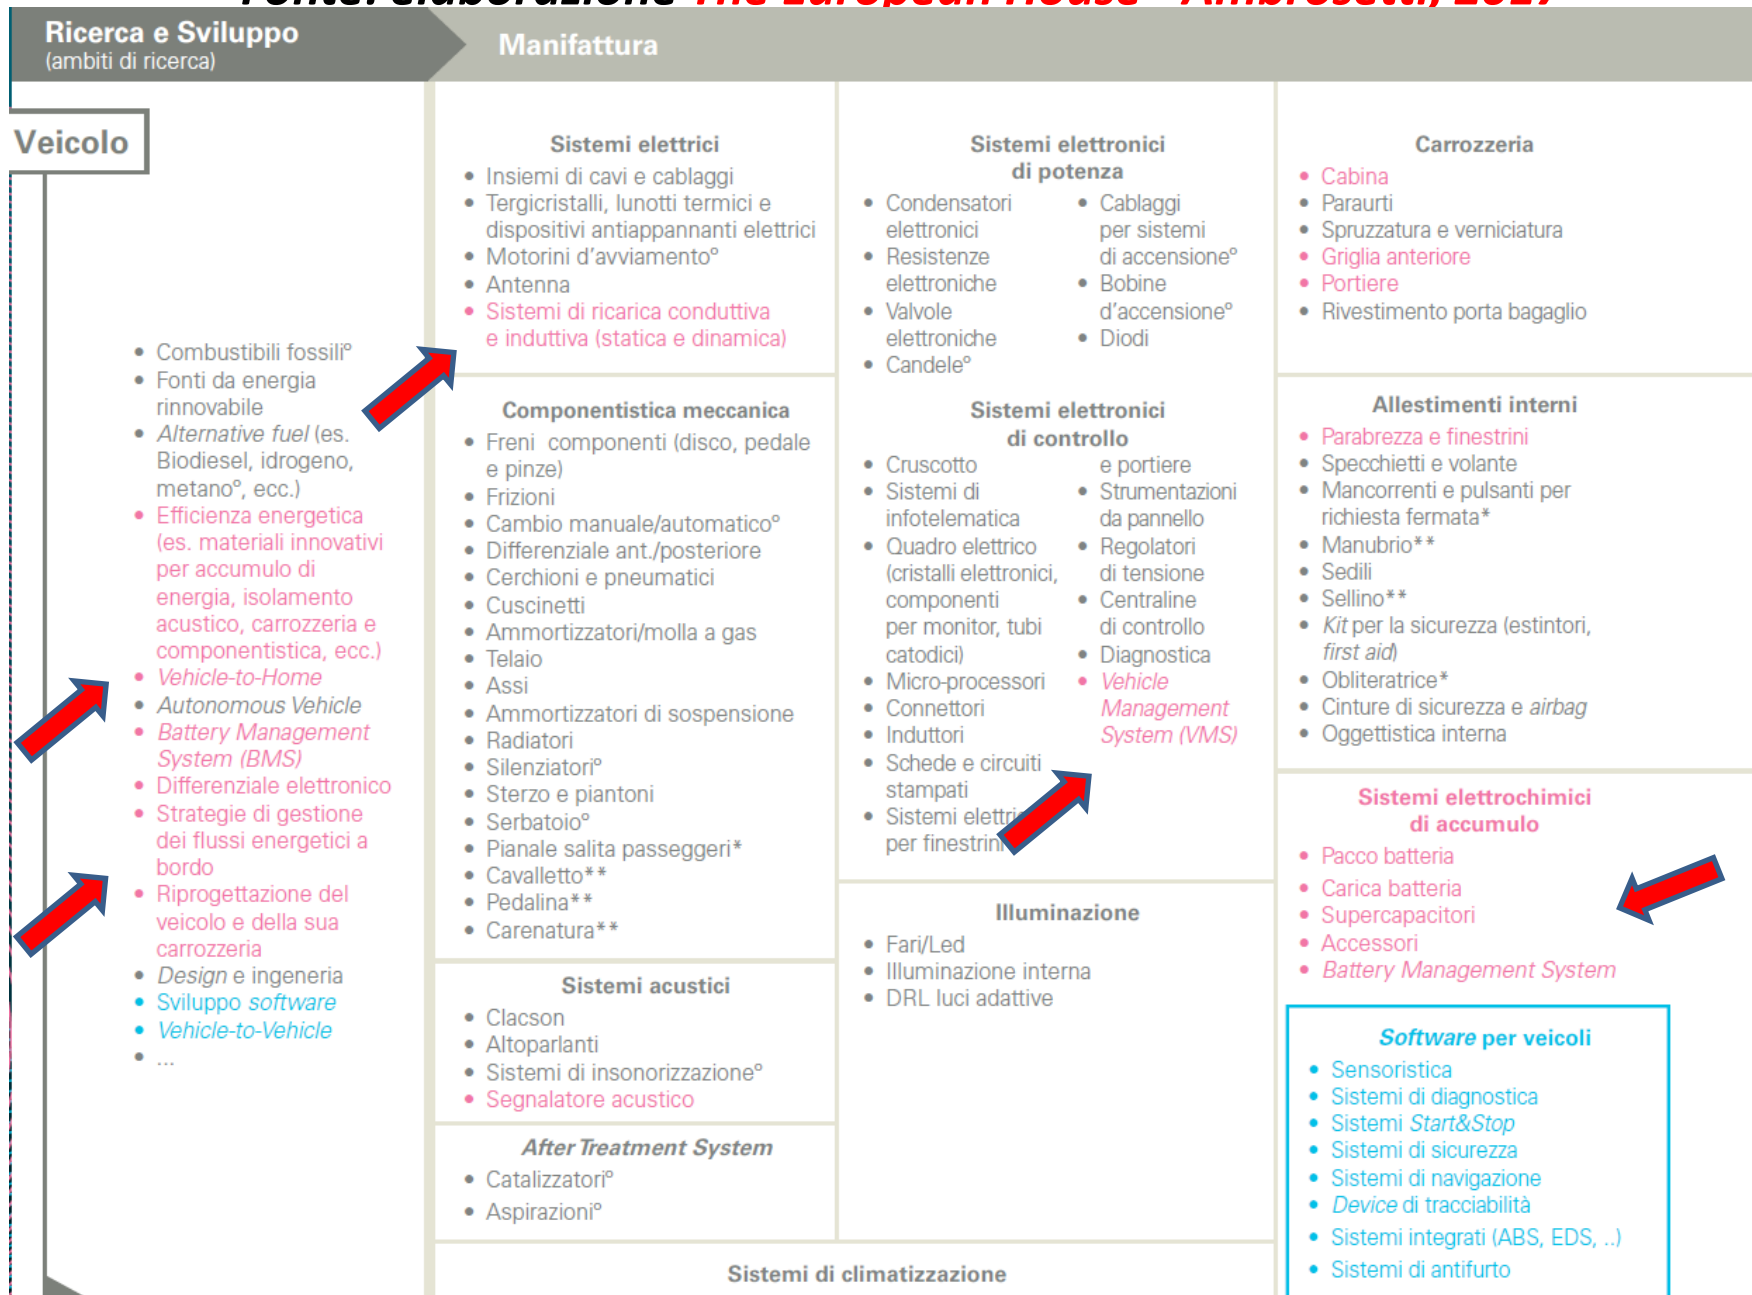 Fonte: elaborazione The European House - Ambrosetti, 2017
Ricerca e Sviluppo
(ambiti di ricerca)
Manifattura
Veicolo
• Combustibili fossili°
• Fonti da energia
rinnovabile
• Alternative fuel (es.
Biodiesel, idrogeno,
metano°, ecc.)
• Efficienza energetica
(es. materiali innovativi
per accumulo di
energia, isolamento
acustico, carrozzeria e
componentistica, ecc.)
• Vehicle-to-Home
• Autonomous Vehicle
• Battery Management
System (BMS)
• Differenziale elettronico
• Strategie di gestione
dei flussi energetici a
bordo
• Riprogettazione del
veicolo e della sua
carrozzeria
• Design e ingeneria
• Sviluppo software
• Vehicle-to-Vehicle
• ...
Sistemi elettrici
• Insiemi di cavi e cablaggi
• Tergicristalli, lunotti termici e
dispositivi antiappannanti elettrici
• Motorini d'avviamento°
• Antenna
• Sistemi di ricarica conduttiva
e induttiva (statica e dinamica)
Componentistica meccanica
• Freni componenti (disco, pedale
e pinze)
• Frizioni
• Cambio manuale/automatico°
• Differenziale ant./posteriore
• Cerchioni e pneumatici
• Cuscinetti
• Ammortizzatori/molla a gas
• Telaio
• Assi
• Ammortizzatori di sospensione
• Radiatori
• Silenziatori°
• Sterzo e piantoni
• Serbatoio°
• Pianale salita passeggeri*
• Cavalletto**
• Pedalina**
• Carenatura**
Sistemi acustici
• Clacson
• Altoparlanti
• Sistemi di insonorizzazione°
• Segnalatore acustico
After Treatment System
• Catalizzatori°
• Aspirazioni°
Sistemi elettronici
di potenza
• Condensatori
elettronici
• Resistenze
elettroniche
• Valvole
elettroniche
• Candele°
• Cablaggi
per sistemi
di accensione°
• Bobine
d'accensione°
• Diodi
Sistemi elettronici
di controllo
• Cruscotto
• Sistemi di
infotelematica
• Quadro elettrico
(cristalli elettronici,
componenti
per monitor, tubi
catodici)
• Micro-processori
• Connettori
• Induttori
• Schede e circuiti
stampati
• Sistemi
per finestrini
e portiere
• Strumentazioni
da pannello
• Regolatori
di tensione
• Centraline
di controllo
• Diagnostica
• Vehicle
Management
System (VMS)
Illuminazione
• Fari/Led
• Illuminazione interna
• DRL luci adattive
Carrozzeria
• Cabina
• Paraurti
• Spruzzatura e verniciatura
• Griglia anteriore
• Portiere
• Rivestimento porta bagaglio
Allestimenti interni
• Parabrezza e finestrini
• Specchietti e volante
• Mancorrenti e pulsanti per
richiesta fermata*
• Manubrio**
• Sedili
• Sellino**
• Kit per la sicurezza (estintori,
first aid)
• Obliteratrice*
• Cinture di sicurezza e airbag
• Oggettistica interna
Sistemi elettrochimici
di accumulo
• Pacco batteria
• Carica batteria
• Supercapacitori
• Accessori
• Battery Management System
Software per veicoli
• Sensoristica
• Sistemi di diagnostica
• Sistemi Start&Stop
• Sistemi di sicurezza
• Sistemi di navigazione
• Device di tracciabilità
• Sistemi integrati (ABS, EDS, ..)
• Sistemi di antifurto
Sistemi di climatizzazione